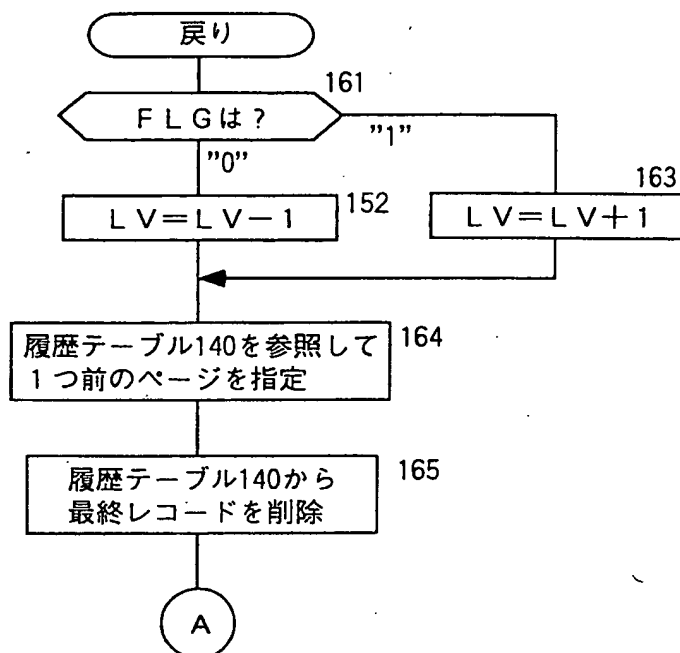 戻り
161
FLGは?
"1"
"0"
163
152
LV=LV-1
LV=LV+1
履歴テーブル140を参照して
1つ前のページを指定
164
履歴テーブル140から
最終レコードを削除
165
A